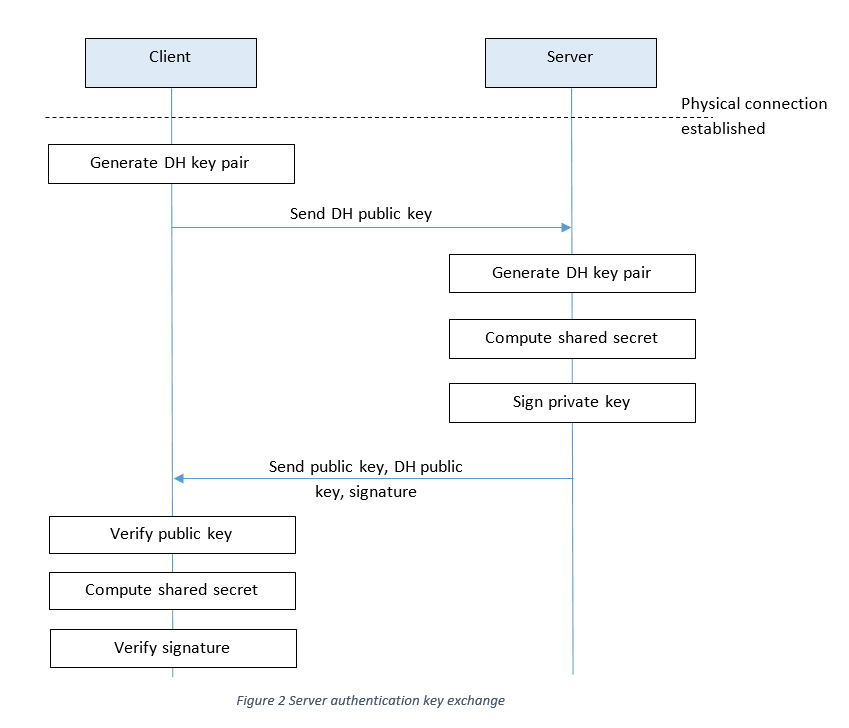 Client
Server
Physical connection
established
Generate DH key pair
Send DH public key
Generate DH key pair
Compute shared secret
Sign private key
Send public key, DH public
key, signature
Verify public key
Compute shared secret
Verify signature
Figure 2 Server authentication key exchange